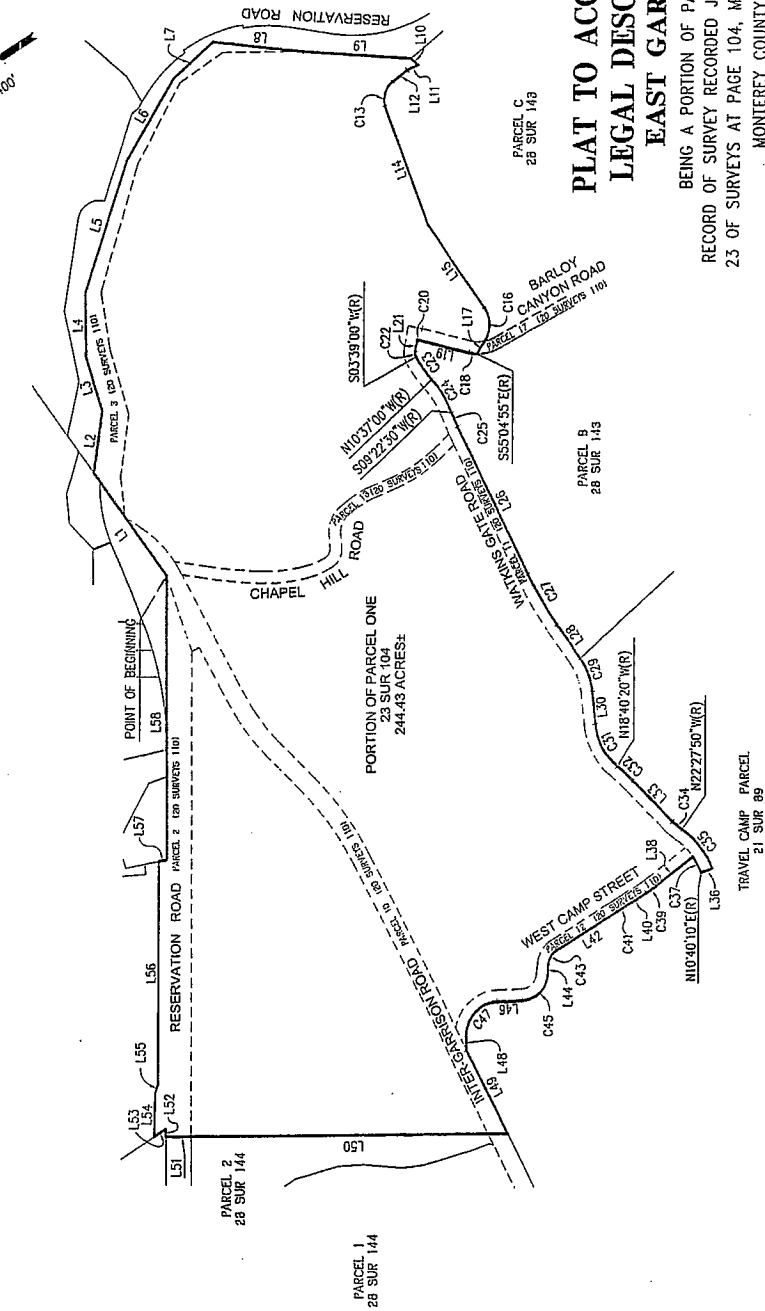 400'
RESERVATION ROAD
L7
L8
L9
L10
L11
L12
C13
L6
L5
L4
L3
L2
L1
L14
L15
C16
L17
C18
L19
C20
L21
C22
C23
C24
C25
L26
C27
L28
C29
L30
C31
C32
L33
C34
C35
L36
C37
L38
C39
L40
C41
L42
C43
L44
C45
L46
C47
L48
L49
L50
L51
L52
L53
L54
L55
L56
L57
L58
PARCEL 3 (20 SURVEYS 110)
PARCEL C
28 SUR 143
S03°39'00"W(R)
BARLOY
CANYON ROAD
PARCEL 17 (20 SURVEYS 110)
N10°37'00"W(R)
S09°22'30"W(R)
S55°04'55"E(R)
PARCEL 19 (20 SURVEYS 110)
CHAPEL HILL ROAD
WATKINS GATE ROAD
PARCEL 11 (20 SURVEYS 110)
PARCEL B
28 SUR 143
POINT OF BEGINNING
PORTION OF PARCEL ONE
23 SUR 104
244.43 ACRES±
PARCEL 2 (20 SURVEYS 110)
RESERVATION ROAD
N18°40'20"W(R)
N22°27'50"W(R)
INTER-GARRISON ROAD
PARCEL 10 (20 SURVEYS 110)
WEST CAMP STREET
PARCEL 12 (20 SURVEYS 110)
N10°40'10"E(R)
TRAVEL CAMP PARCEL
21 SUR 89
PARCEL 2
28 SUR 144
PARCEL 1
28 SUR 144
PLAT TO ACC
LEGAL DESC
EAST GAR
BEING A PORTION OF PA
RECORD OF SURVEY RECORDED J
23 OF SURVEYS AT PAGE 104, M
MONTEREY COUNTY